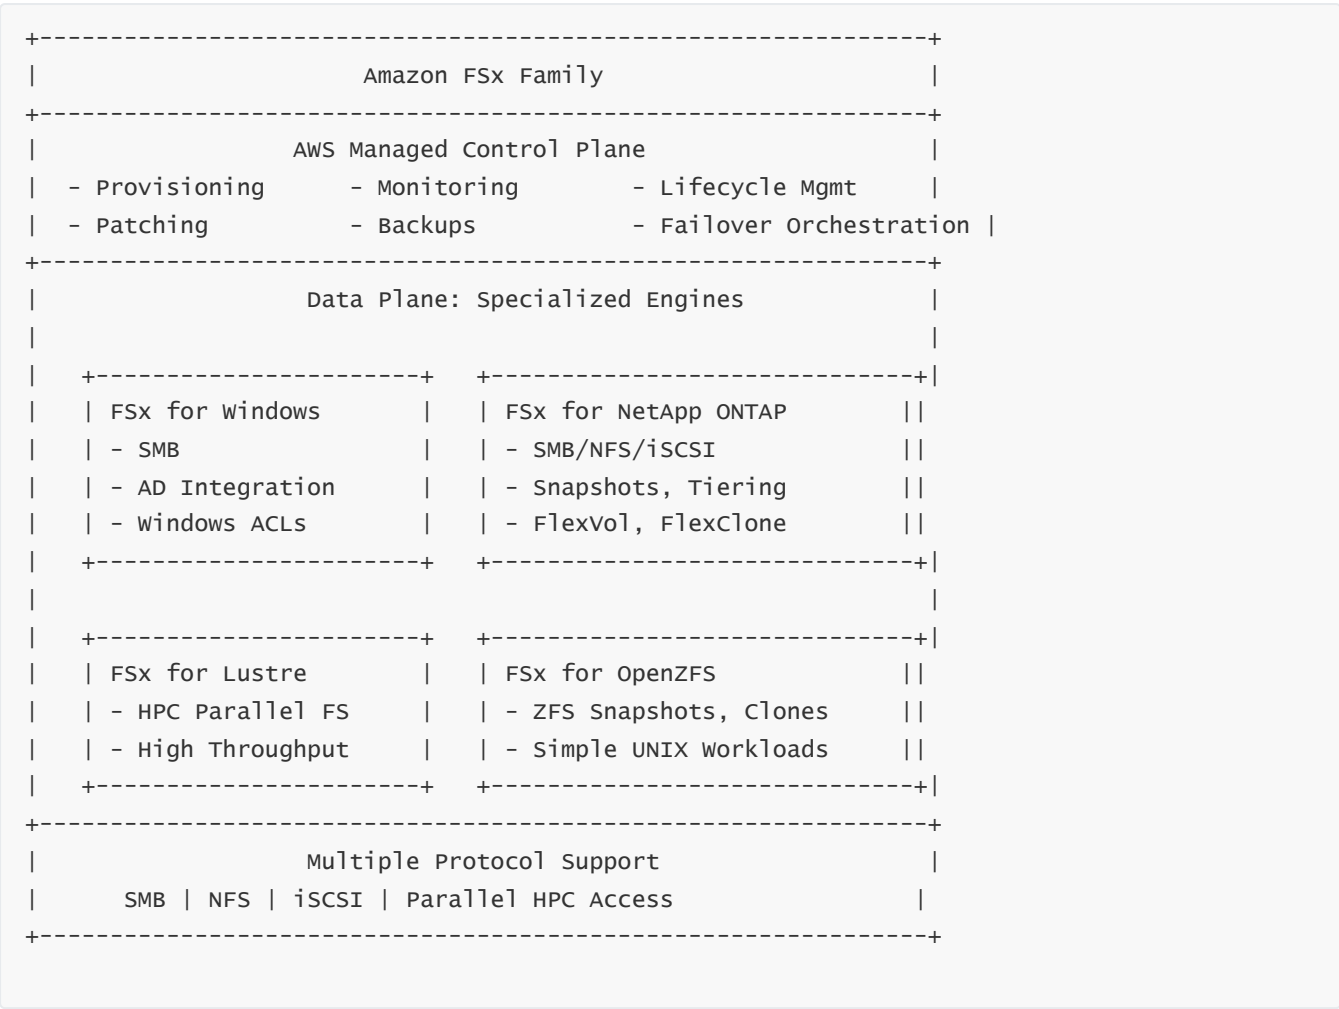 +---------------------------------------------------------------+
|                       Amazon FSx Family                       |
+---------------------------------------------------------------+
|                  AWS Managed Control Plane                    |
|  - Provisioning      - Monitoring        - Lifecycle Mgmt     |
|  - Patching          - Backups           - Failover Orchestration |
+---------------------------------------------------------------+
|                   Data Plane: Specialized Engines             |
|                                                               |
|   +-----------------------+   +------------------------------+|
|   | FSx for Windows       |   | FSx for NetApp ONTAP        ||
|   | - SMB                 |   | - SMB/NFS/iSCSI             ||
|   | - AD Integration      |   | - Snapshots, Tiering        ||
|   | - Windows ACLs        |   | - FlexVol, FlexClone        ||
|   +-----------------------+   +------------------------------+|
|                                                               |
|   +-----------------------+   +------------------------------+|
|   | FSx for Lustre        |   | FSx for OpenZFS             ||
|   | - HPC Parallel FS     |   | - ZFS Snapshots, Clones     ||
|   | - High Throughput     |   | - Simple UNIX Workloads     ||
|   +-----------------------+   +------------------------------+|
+---------------------------------------------------------------+
|                   Multiple Protocol Support                   |
|      SMB | NFS | iSCSI | Parallel HPC Access                 |
+---------------------------------------------------------------+